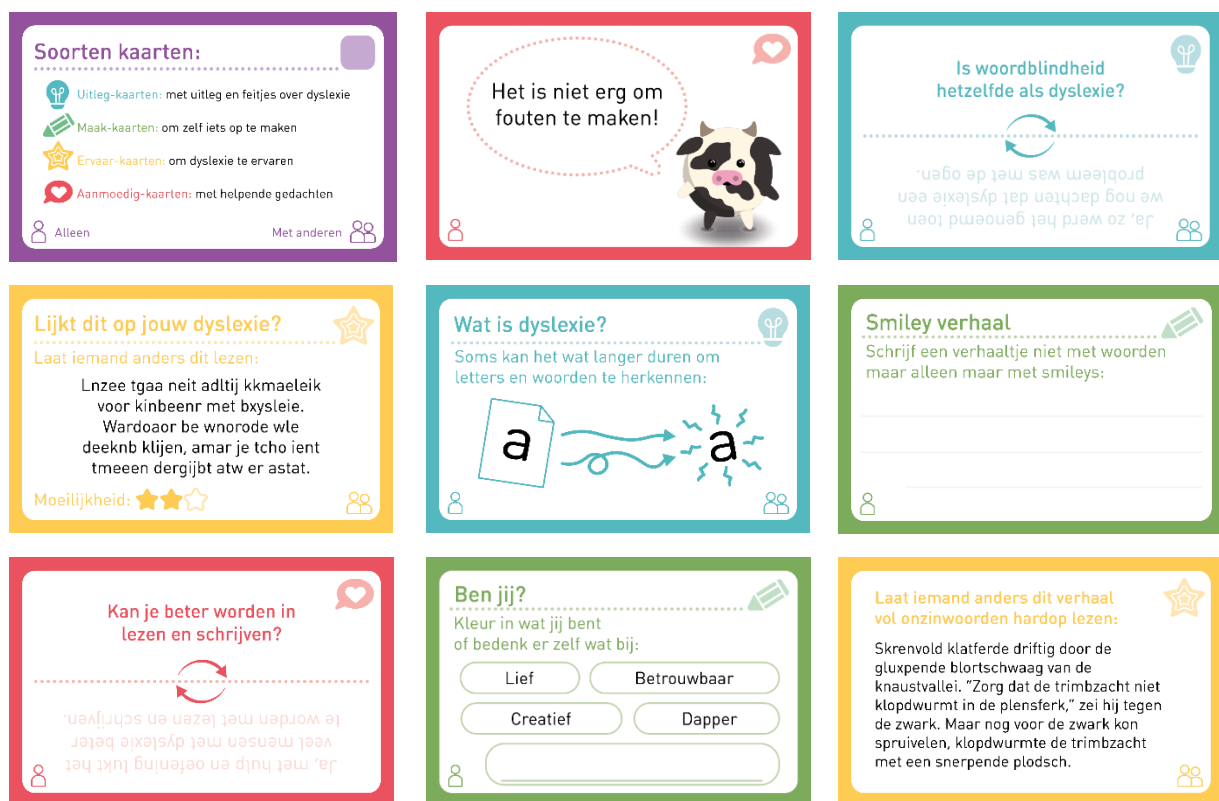 Soorten kaarten:
Uitleg-kaarten: met uitleg en feitjes over dyslexie
Maak-kaarten: om zelf iets op te maken
Ervaar-kaarten: om dyslexie te ervaren
Aanmoedig-kaarten: met helpende gedachten
Alleen
Met anderen
Het is niet erg om
fouten te maken!
Is woordblindheid
hetzelfde als dyslexie?
Ja, zo werd het genoemd toen
we nog dachten dat dyslexie een
probleem was met de ogen.
Lijkt dit op jouw dyslexie?
Laat iemand anders dit lezen:
Lnzee tgaa neit adltij kkmaeleik
voor kinbeenr met bxysleie.
Wardoaor be wnorode wle
deeknb klijen, amar je tcho ient
tmeeen dergijbt atw er astat.
Moeilijkheid:
Wat is dyslexie?
Soms kan het wat langer duren om
letters en woorden te herkennen:
a
a
Smiley verhaal
Schrijf een verhaaltje niet met woorden
maar alleen maar met smileys:
Kan je beter worden in
lezen en schrijven?
Ja, met hulp en oefening lukt het
veel mensen met dyslexie beter
te worden met lezen en schrijven.
Ben jij?
Kleur in wat jij bent
of bedenk er zelf wat bij:
Lief
Betrouwbaar
Creatief
Dapper
Laat iemand anders dit verhaal
vol onzinwoorden hardop lezen:
Skrenvold klatferde driftig door de
gluxpende blortschwaag van de
knaustvallei. "Zorg dat de trimbzacht niet
klopdwurmt in de plensferk," zei hij tegen
de zwark. Maar nog voor de zwark kon
spruivelen, klopdwurmte de trimbzacht
met een snerpende plodsch.